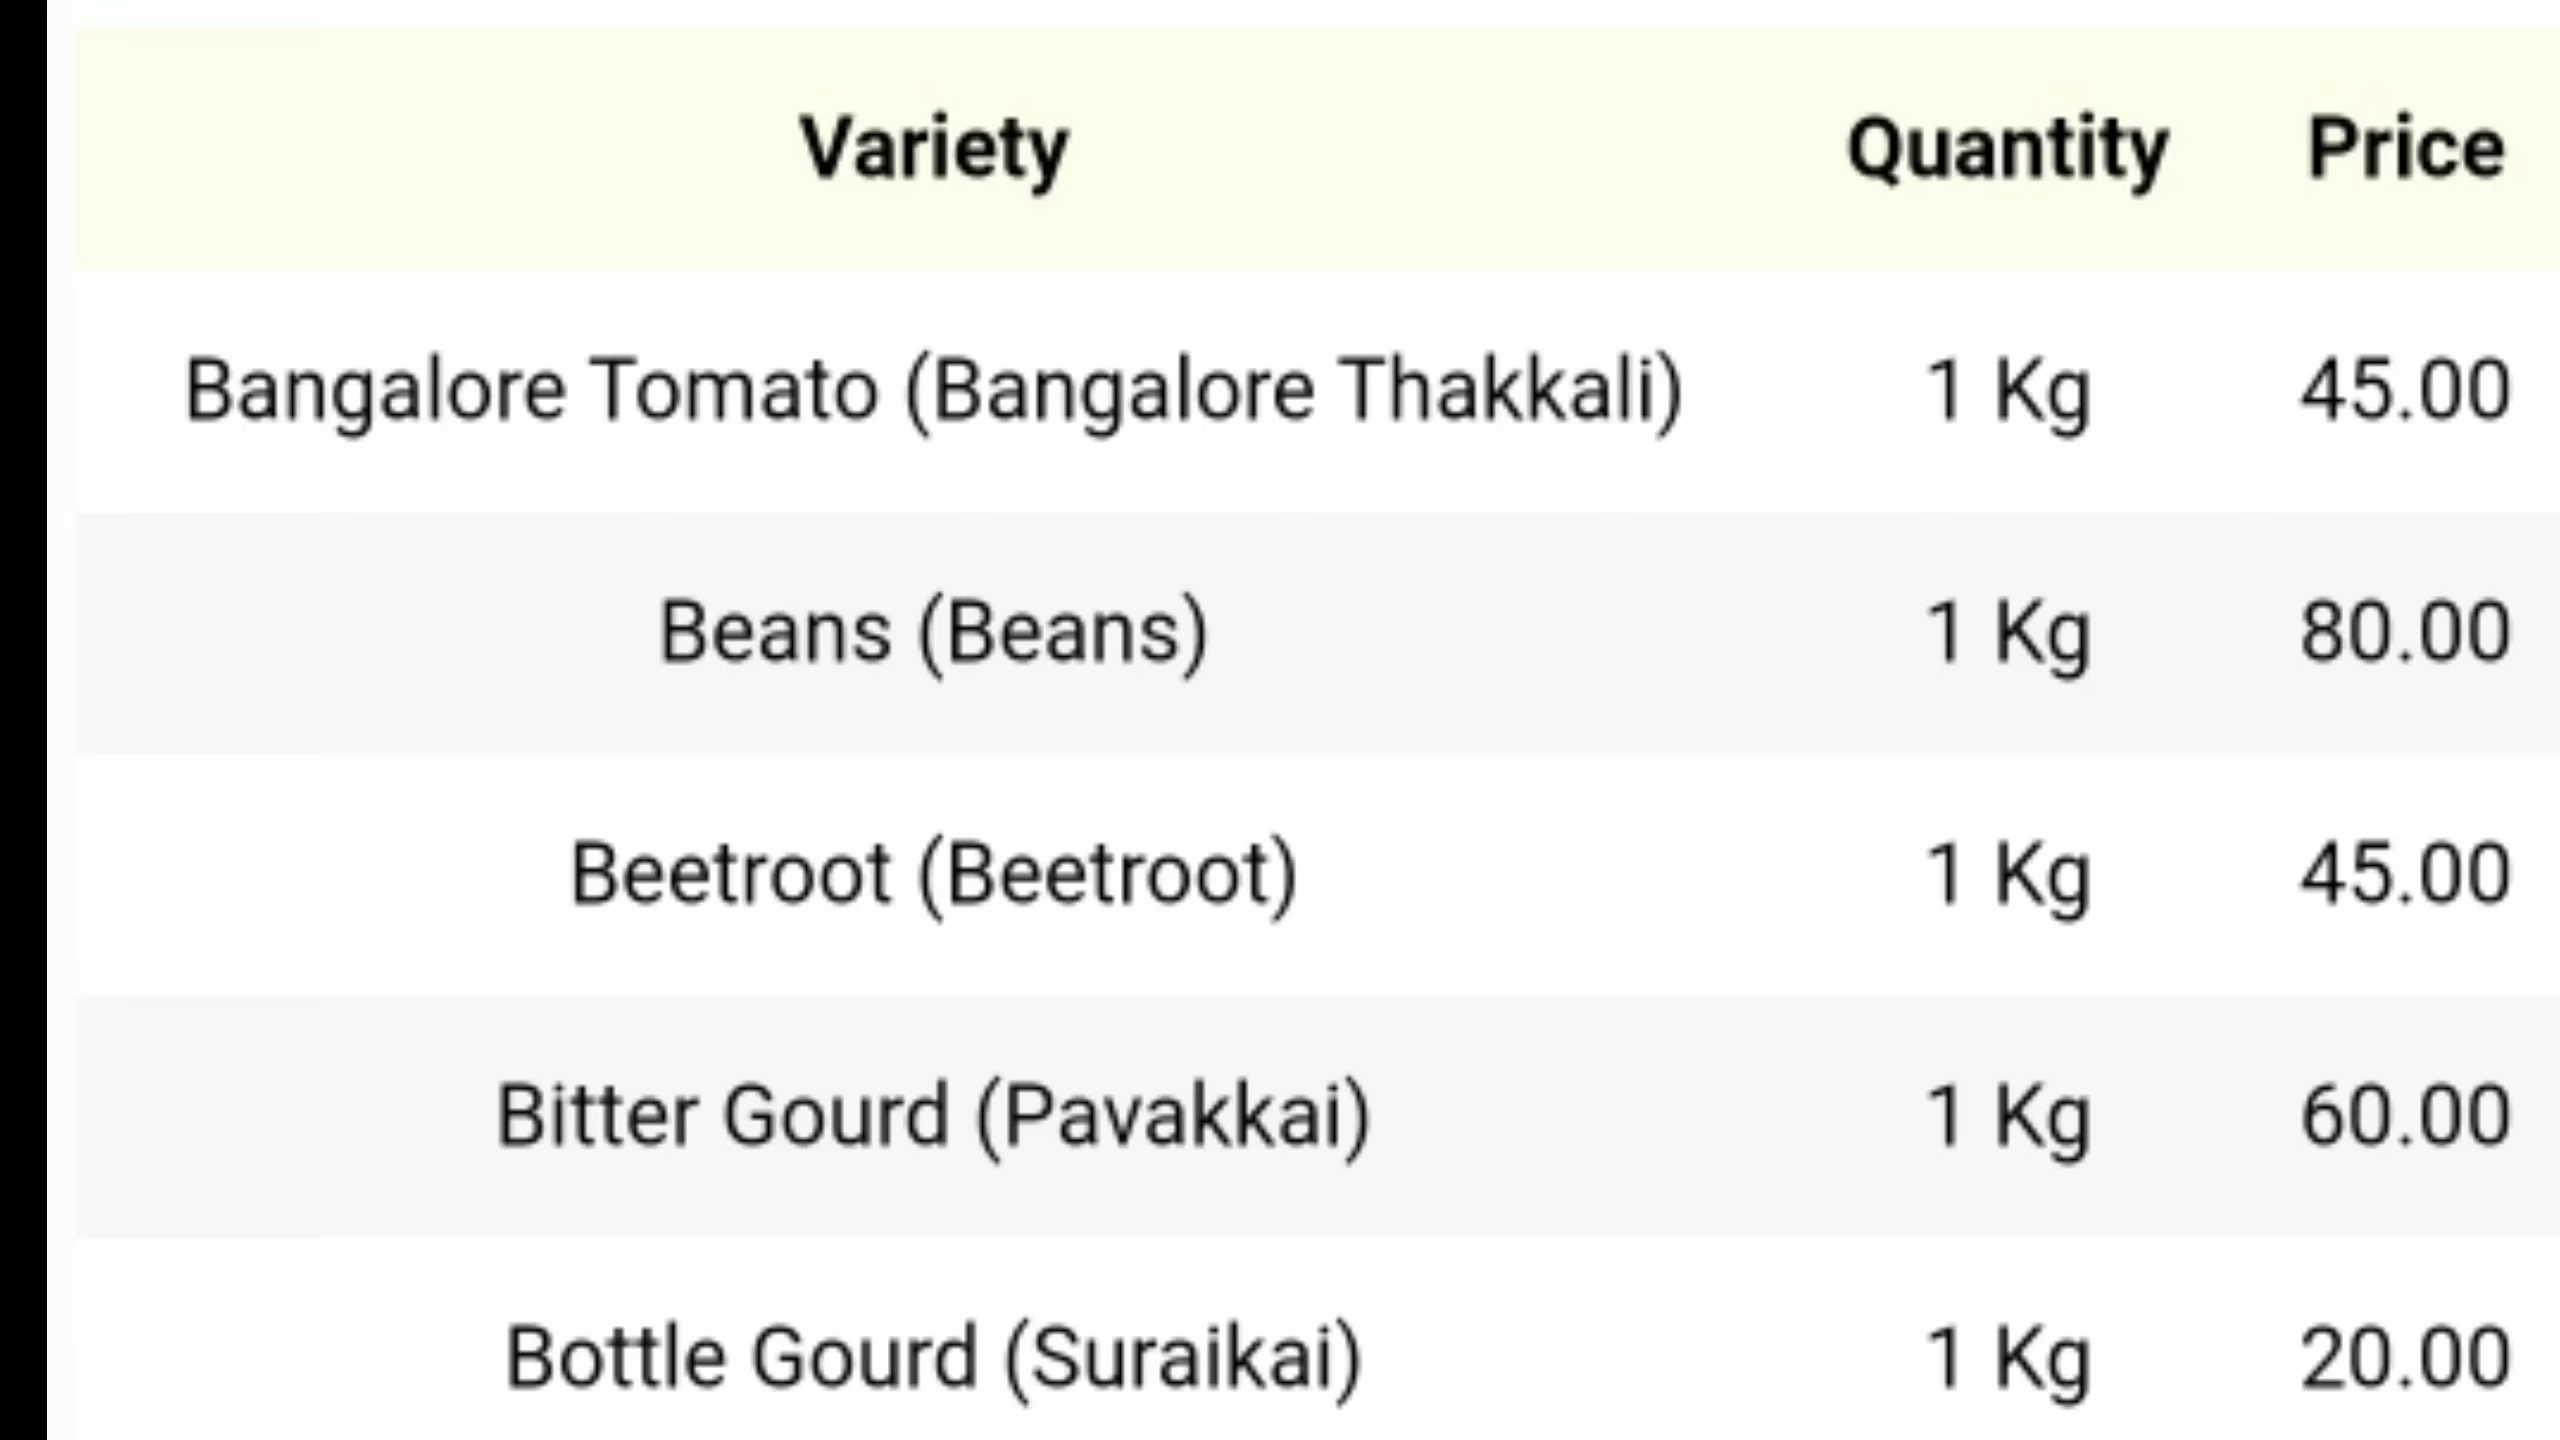 Variety Quantity Price
Bangalore Tomato (Bangalore Thakkali) 1 Kg 45.00
Beans (Beans) 1 Kg 80.00
Beetroot (Beetroot) 1 Kg 45.00
Bitter Gourd (Pavakkai) 1 Kg 60.00
Bottle Gourd (Suraikai) 1 Kg 20.00